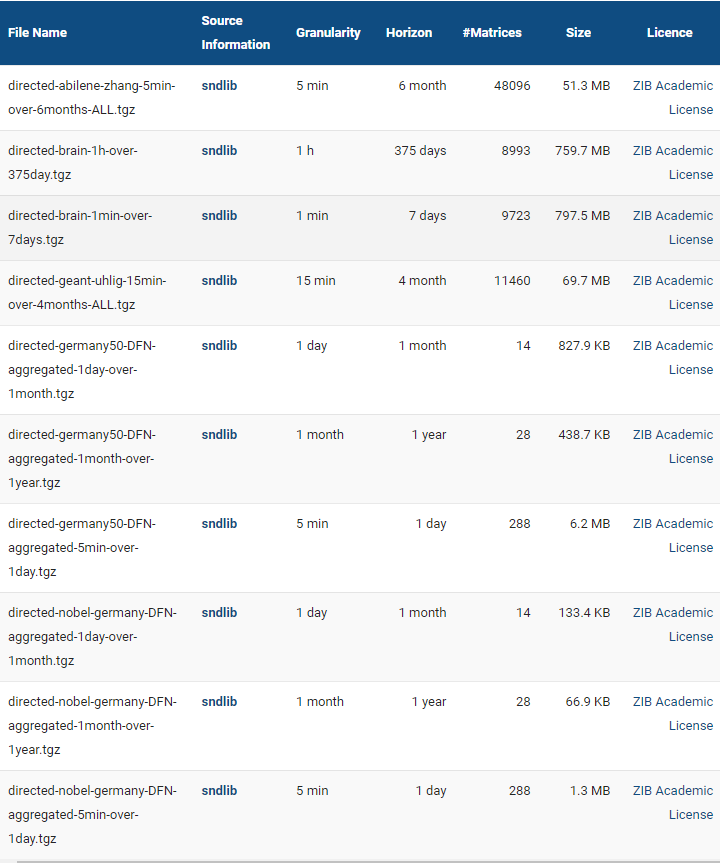 File Name Source Information Granularity Horizon #Matrices Size Licence
directed-abilene-zhang-5min- sndlib 5 min 6 month 48096 51.3 MB ZIB Academic
over-6months-ALL.tgz License
directed-brain-1h-over- sndlib 1 h 375 days 8993 759.7 MB ZIB Academic
375day.tgz License
directed-brain-1min-over- sndlib 1 min 7 days 9723 797.5 MB ZIB Academic
7days.tgz License
directed-geant-uhlig-15min- sndlib 15 min 4 month 11460 69.7 MB ZIB Academic
over-4months-ALL.tgz License
directed-germany50-DFN- sndlib 1 day 1 month 14 827.9 KB ZIB Academic
aggregated-1day-over- License
1month.tgz
directed-germany50-DFN- sndlib 1 month 1 year 28 438.7 KB ZIB Academic
aggregated-1month-over- License
1year.tgz
directed-germany50-DFN- sndlib 5 min 1 day 288 6.2 MB ZIB Academic
aggregated-5min-over- License
1day.tgz
directed-nobel-germany-DFN- sndlib 1 day 1 month 14 133.4 KB ZIB Academic
aggregated-1day-over- License
1month.tgz
directed-nobel-germany-DFN- sndlib 1 month 1 year 28 66.9 KB ZIB Academic
aggregated-1month-over- License
1year.tgz
directed-nobel-germany-DFN- sndlib 5 min 1 day 288 1.3 MB ZIB Academic
aggregated-5min-over- License
1day.tgz